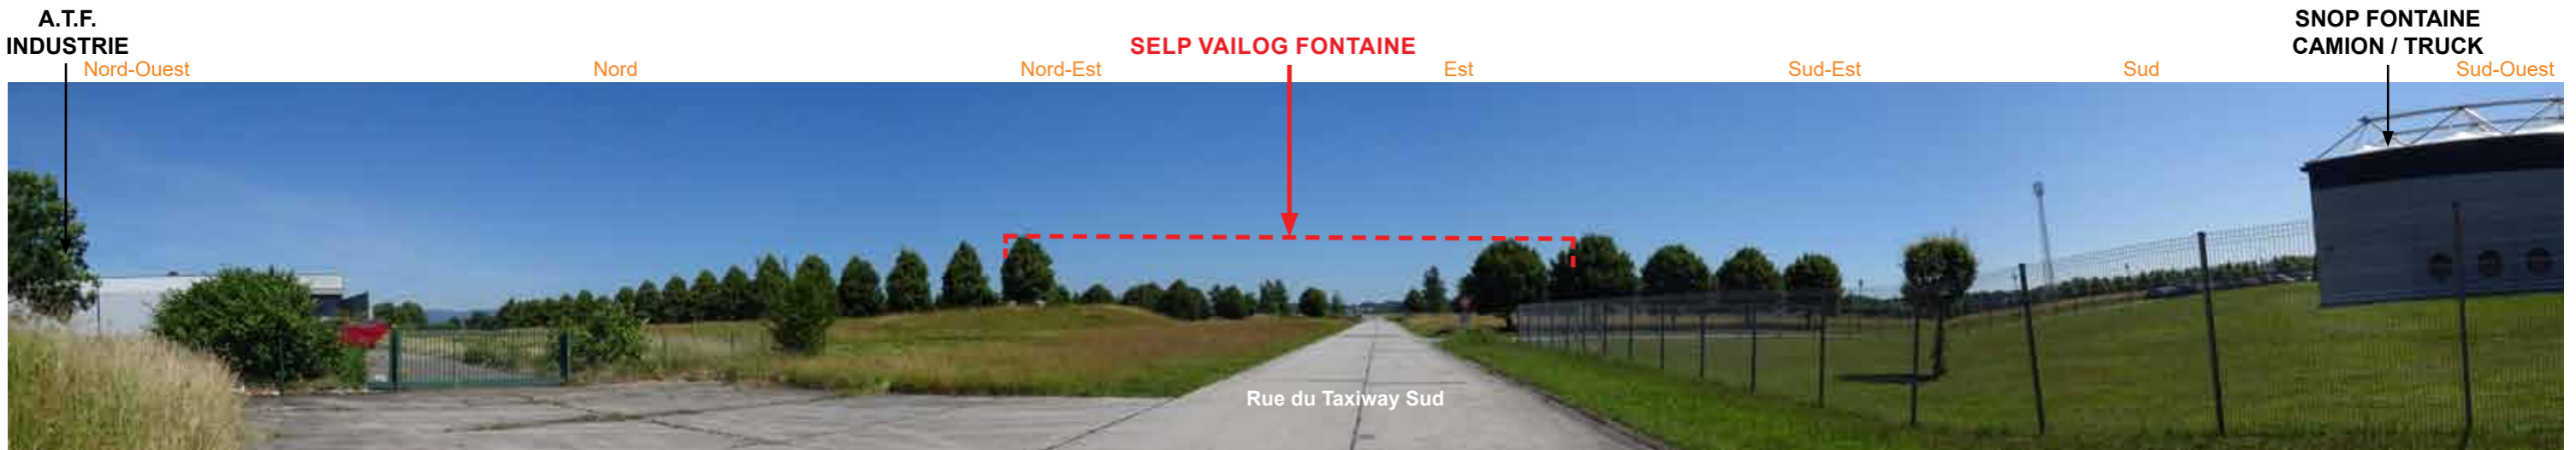 A.T.F.
INDUSTRIE
SELP VAILOG FONTAINE
SNOP FONTAINE
CAMION / TRUCK
Nord-Ouest
Nord
Nord-Est
Est
Sud-Est
Sud
Sud-Ouest
Rue du Taxiway Sud